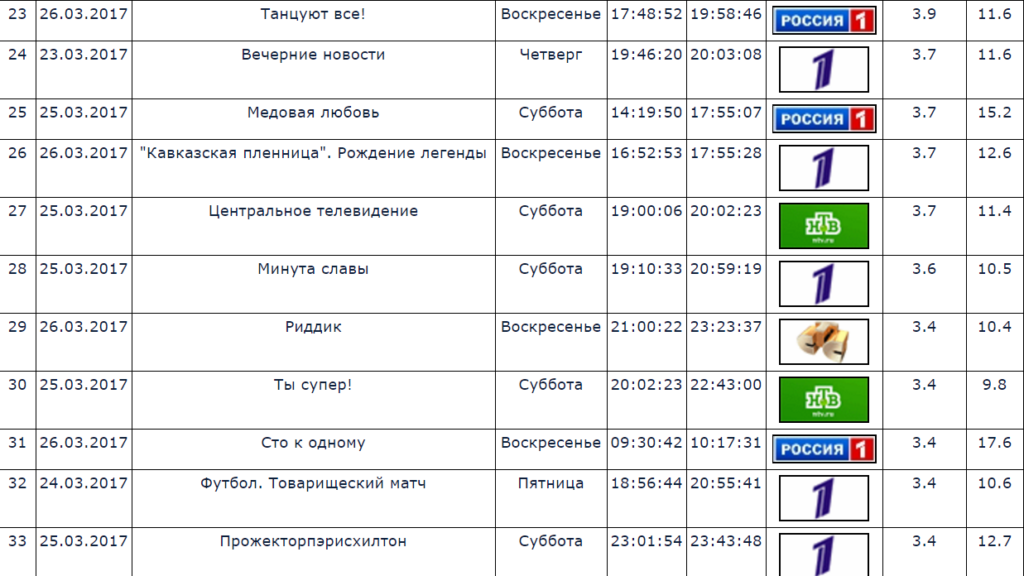 23 26.03.2017 Танцуют все! Воскресенье 17:48:52 19:58:46 РОССИЯ 1 3.9 11.6
24 23.03.2017 Вечерние новости Четверг 19:46:20 20:03:08 1 3.7 11.6
25 25.03.2017 Медовая любовь Суббота 14:19:50 17:55:07 РОССИЯ 1 3.7 15.2
26 26.03.2017 "Кавказская пленница". Рождение легенды Воскресенье 16:52:53 17:55:28 1 3.7 12.6
27 25.03.2017 Центральное телевидение Суббота 19:00:06 20:02:23 НТВ 3.7 11.4
ntv.ru
28 25.03.2017 Минута славы Суббота 19:10:33 20:59:19 1 3.6 10.5
29 26.03.2017 Риддик Воскресенье 21:00:22 23:23:37 3.4 10.4
30 25.03.2017 Ты супер! Суббота 20:02:23 22:43:00 НТВ 3.4 9.8
ntv.ru
31 26.03.2017 Сто к одному Воскресенье 09:30:42 10:17:31 РОССИЯ 1 3.4 17.6
32 24.03.2017 Футбол. Товарищеский матч Пятница 18:56:44 20:55:41 1 3.4 10.6
33 25.03.2017 Прожекторпэрисхилтон Суббота 23:01:54 23:43:48 1 3.4 12.7